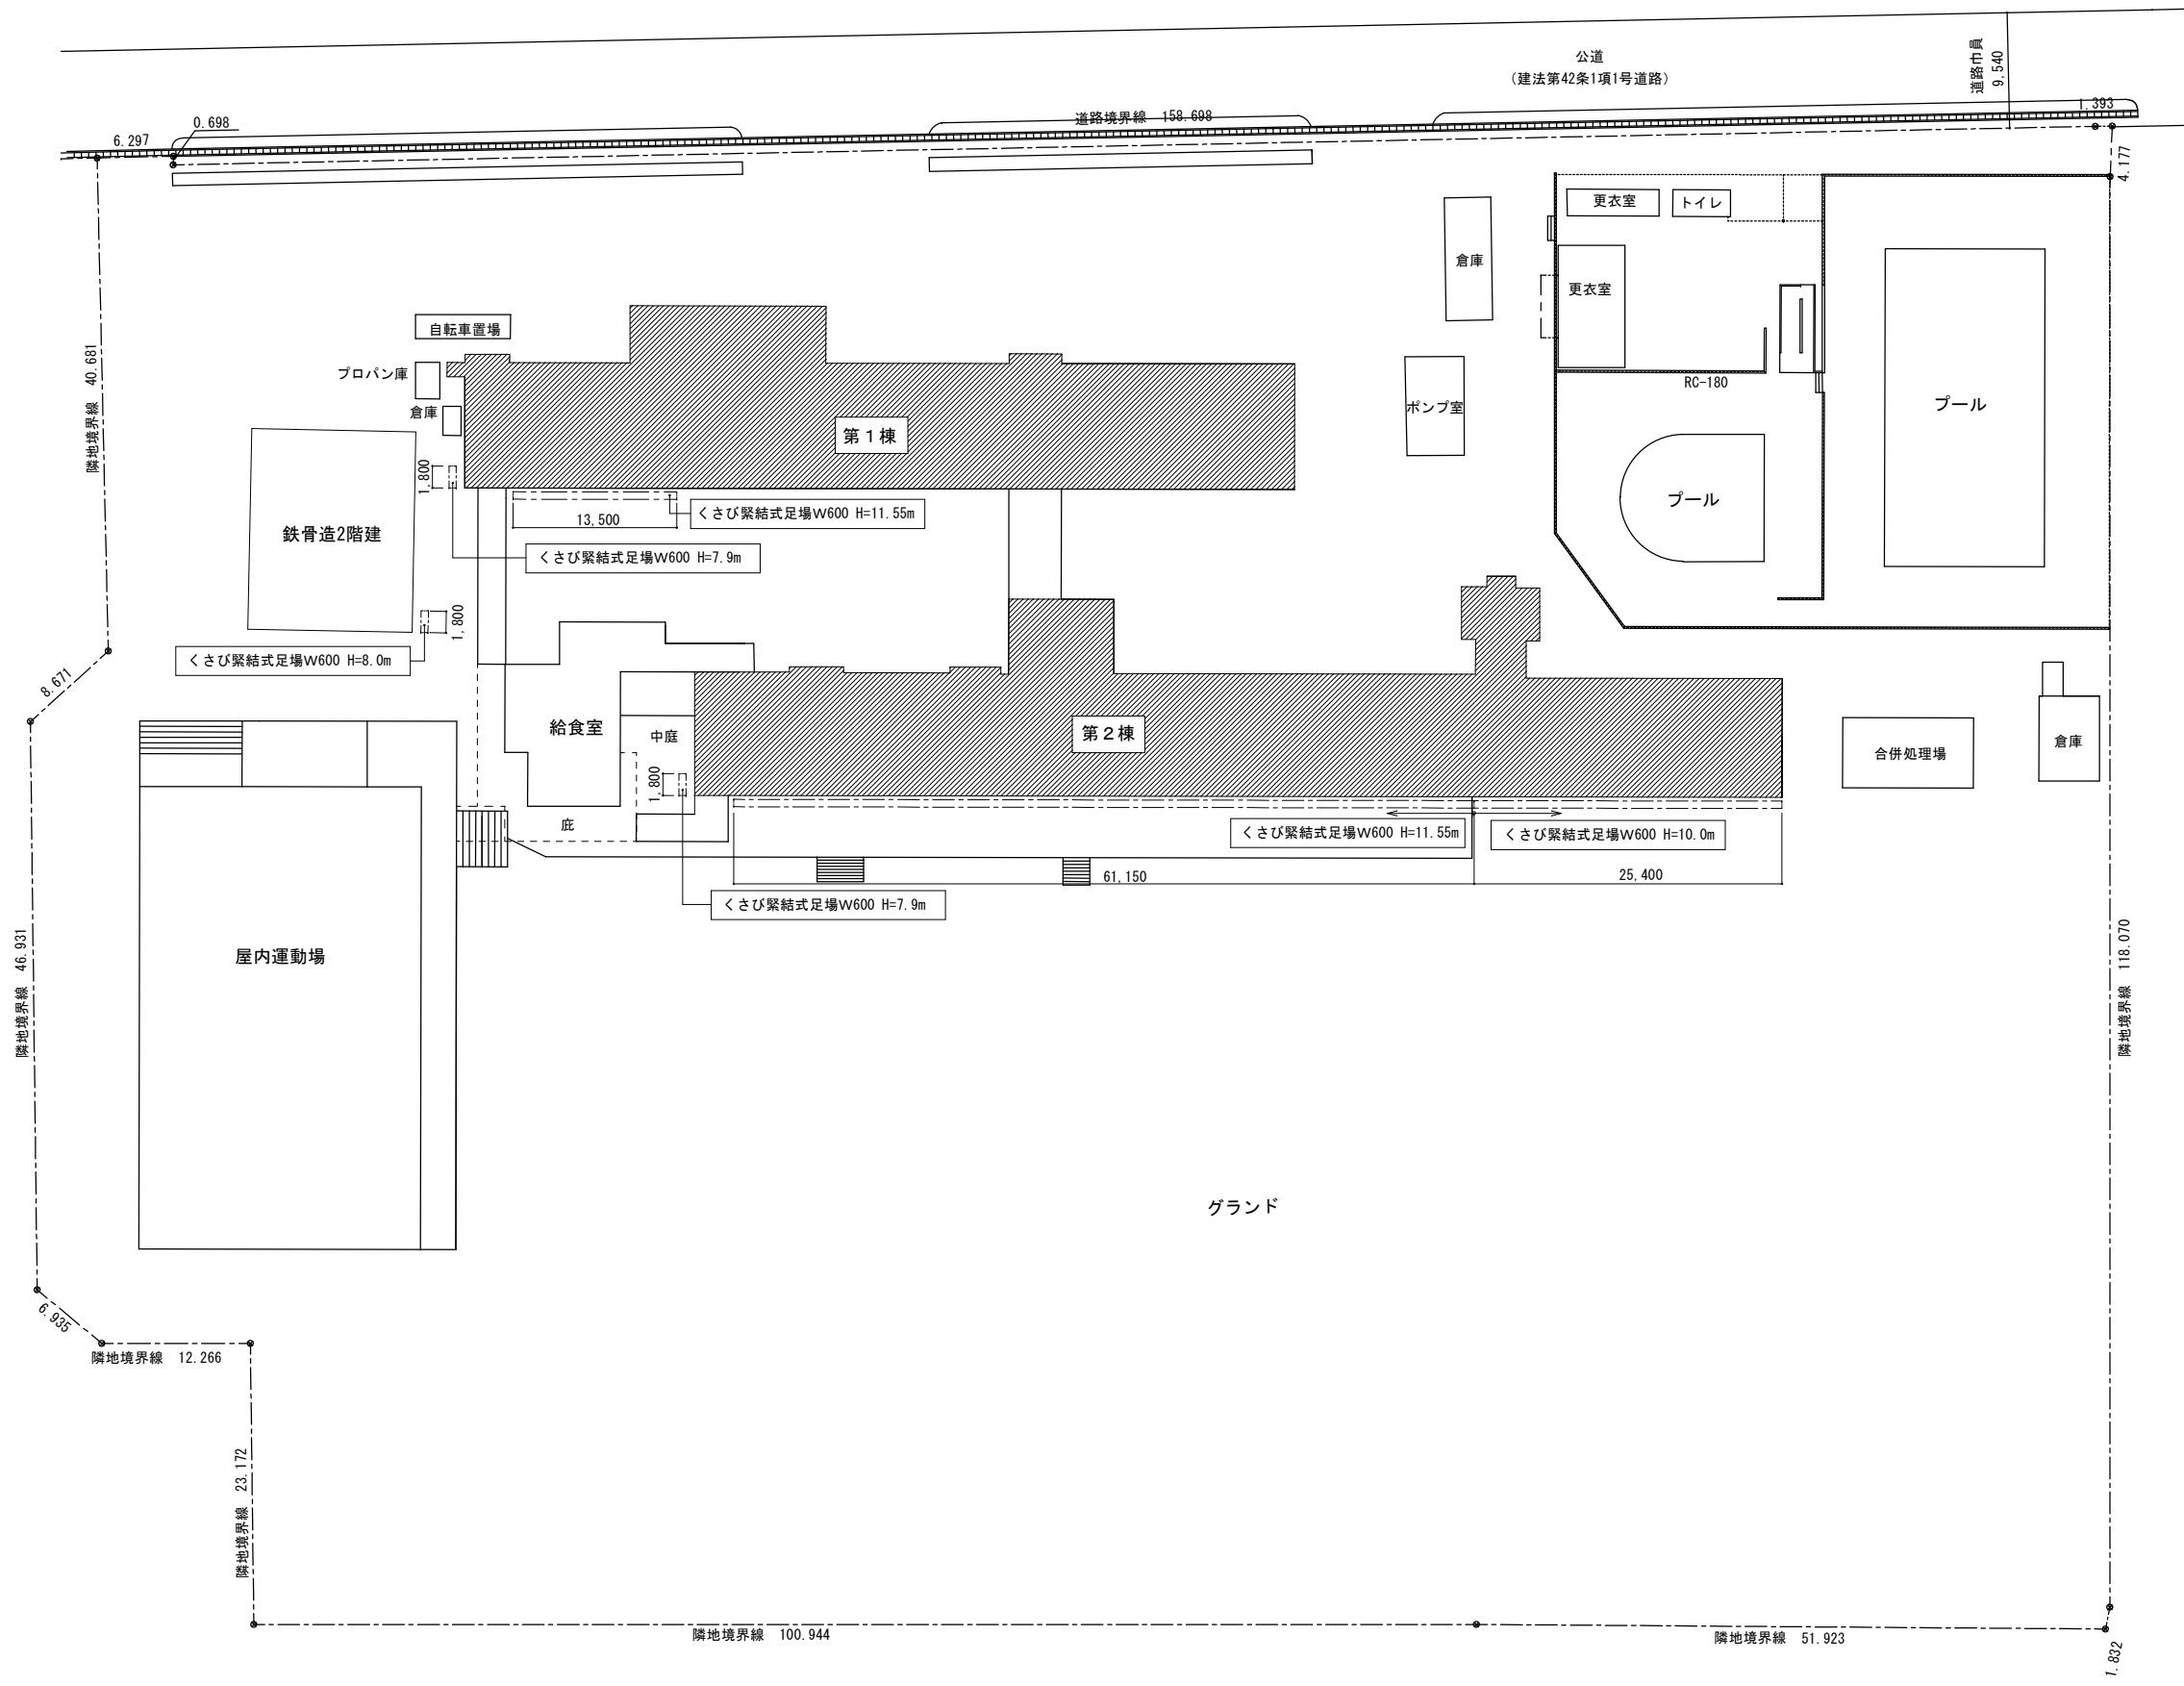 公道
（建法第42条1項1号道路）
道路巾員
9,540
道路境界線　158.698
1.393
0.698
6.297
4.177
更衣室
トイレ
倉庫
更衣室
自転車置場
プロパン庫
倉庫
隣地境界線　40.681
RC-180
プール
ポンプ室
第１棟
1,800
プール
くさび緊結式足場W600 H=11.55m
13,500
鉄骨造2階建
くさび緊結式足場W600 H=7.9m
1,800
くさび緊結式足場W600 H=8.0m
8.671
給食室
中庭
第２棟
倉庫
合併処理場
1,800
庇
くさび緊結式足場W600 H=11.55m
くさび緊結式足場W600 H=10.0m
61,150
25,400
くさび緊結式足場W600 H=7.9m
屋内運動場
隣地境界線　46.931
隣地境界線　118.070
グランド
6.935
隣地境界線　12.266
隣地境界線　23.172
隣地境界線　100.944
隣地境界線　51.923
1.832